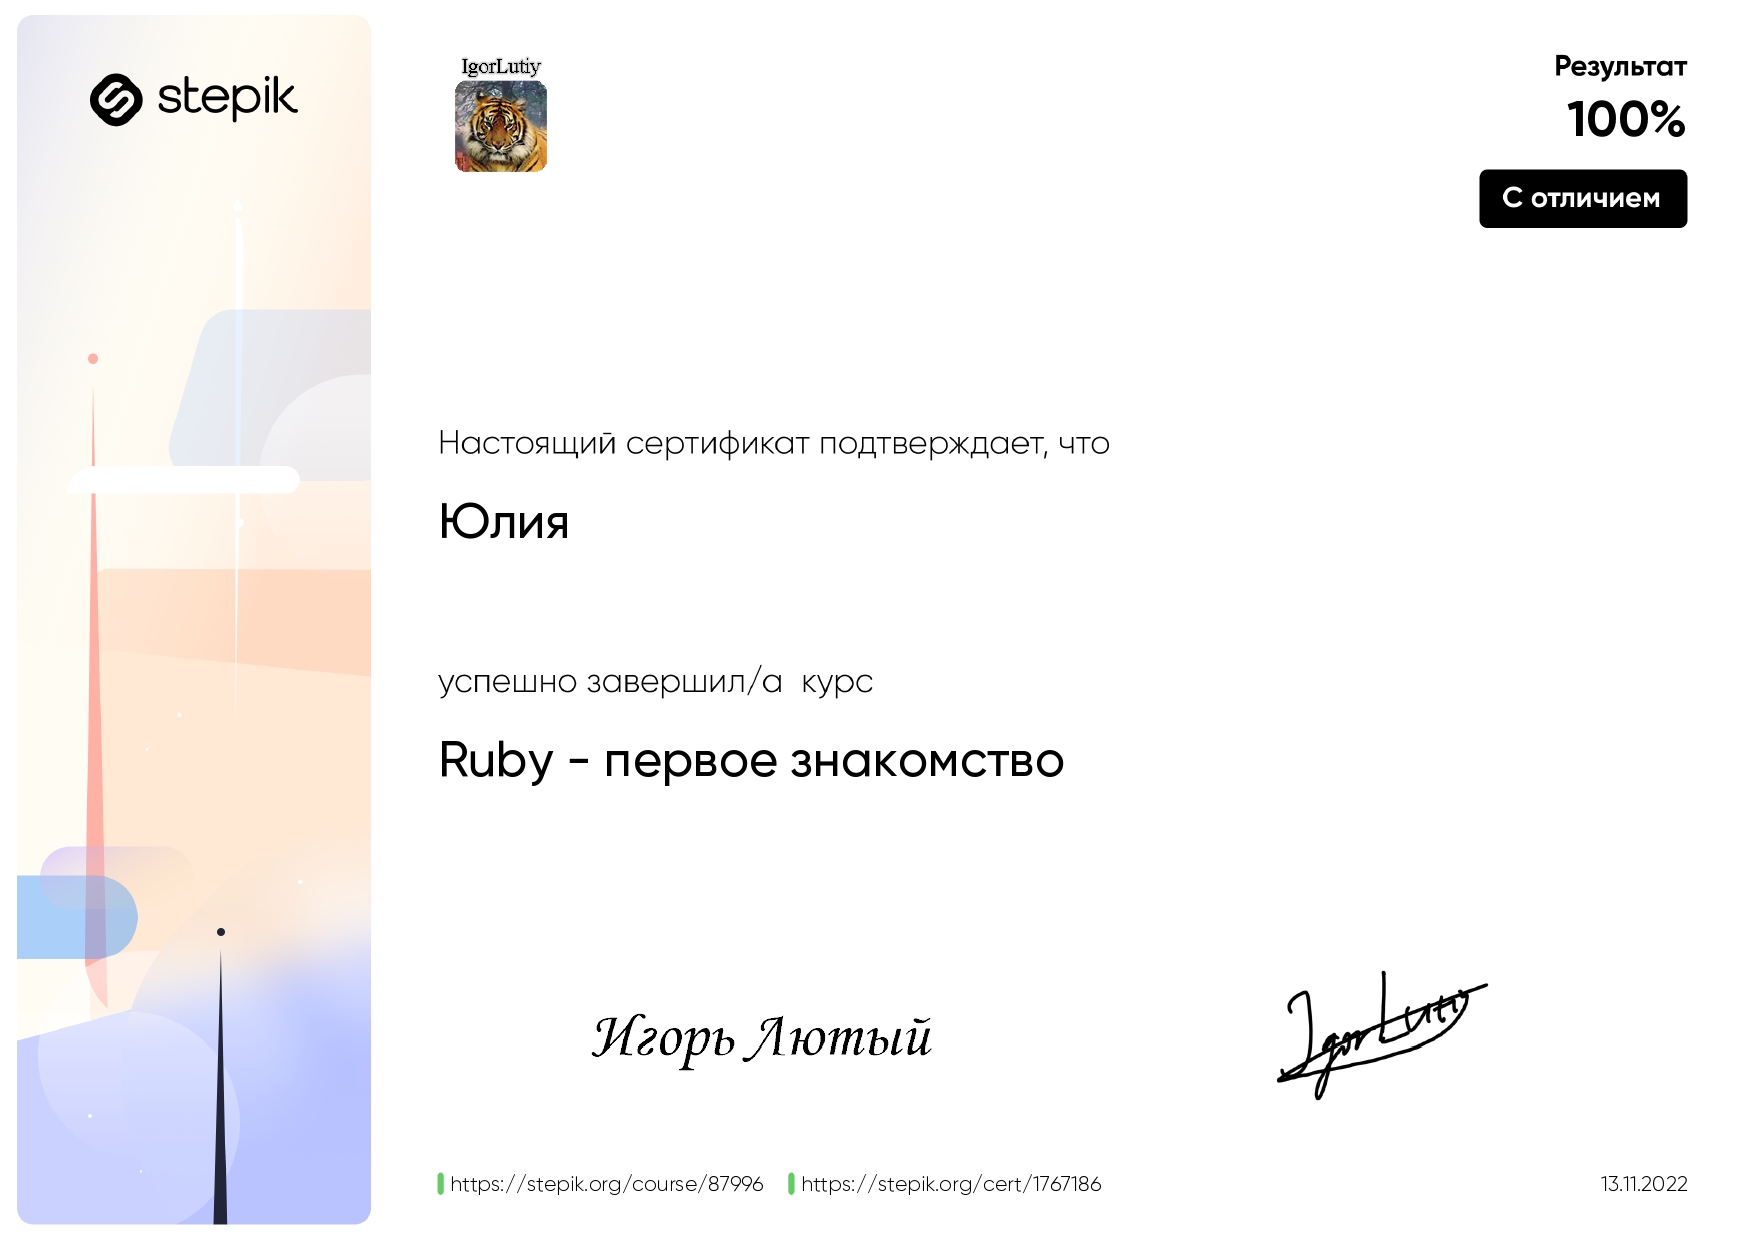 stepik
IgorLutiy
Результат
100%
С отличием
Настоящий сертификат подтверждает, что
Юлия
успешно завершил/а курс
Ruby - первое знакомство
Игорь Лютый
IgorLutiy
https://stepik.org/course/87996
https://stepik.org/cert/1767186
13.11.2022